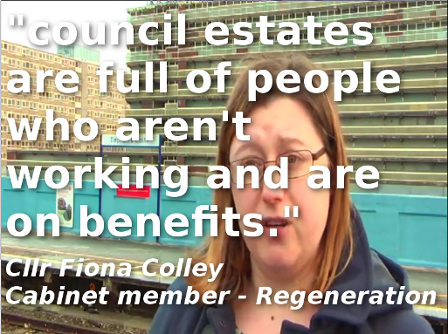 "council estates
are full of people
who aren't
working and are
on benefits."
Cllr Fiona Colley
Cabinet member - Regeneration